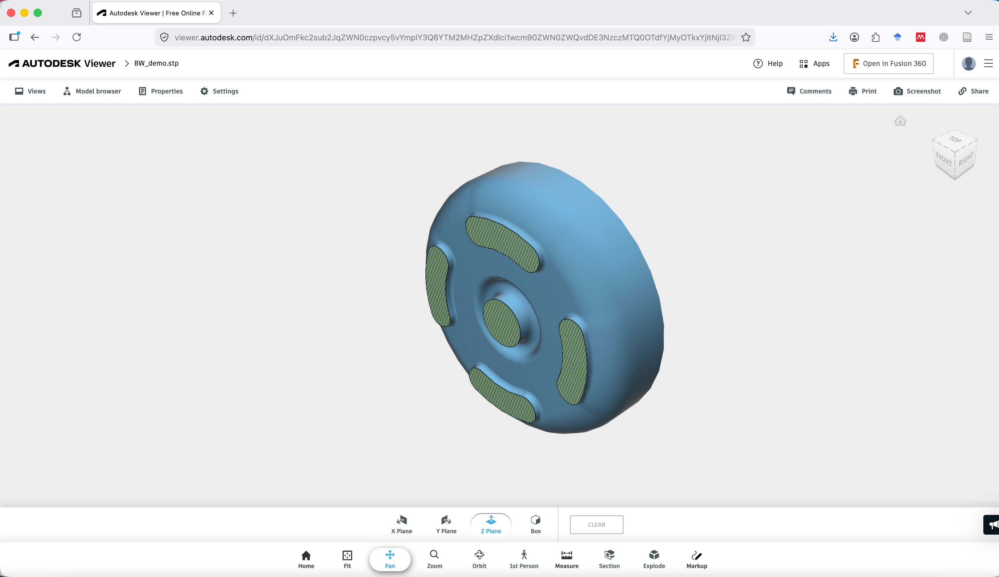 Autodesk Viewer | Free Online Fi
viewer.autodesk.com/id/
AUTODESK Viewer > BW_demo.stp
Help
Apps
Open in Fusion 360
Views
Model browser
Properties
Settings
Comments
Print
Screenshot
Share
TOP
FRONT
RIGHT
X Plane
Y Plane
Z Plane
Box
CLEAR
Home
Fit
Pan
Zoom
Orbit
1st Person
Measure
Section
Explode
Markup